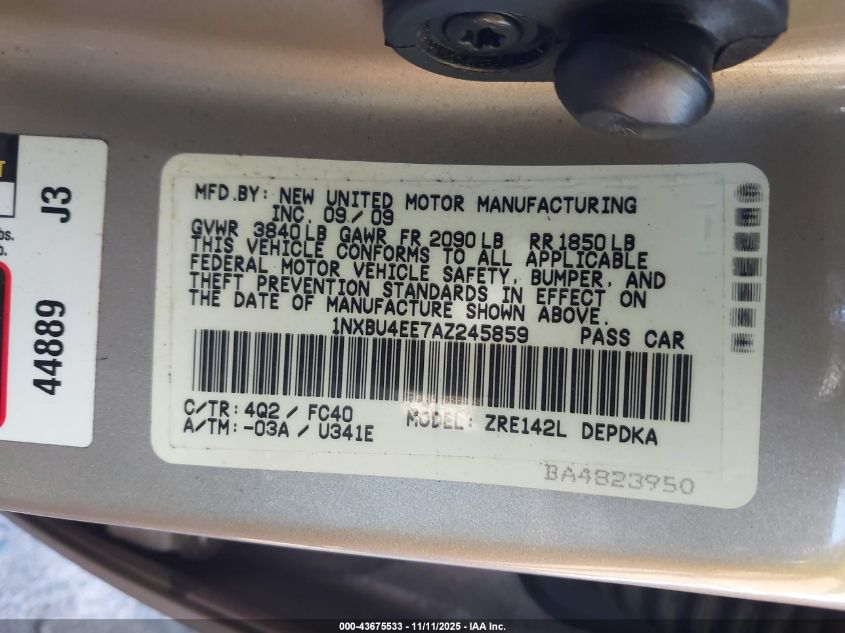 MFD.BY: NEW UNITED MOTOR MANUFACTURING
INC. 09/09
GVWR 3840LB GAWR FR2090LB RR1850LB
THIS VEHICLE CONFORMS TO ALL APPLICABLE
FEDERAL MOTOR VEHICLE SAFETY, BUMPER, AND
THEFT PREVENTION STANDARDS IN EFFECT ON
THE DATE OF MANUFACTURE SHOWN ABOVE.
1NXBU4EE7AZ245859 PASS CAR
C/TR: 4Q2 / FC40
A/TM: -03A / U341E MODEL: ZRE142L DEPDKA
BA4823950
44889 J3
T
bs.
b.
000-43675533 - 11/11/2025 - IAA Inc.